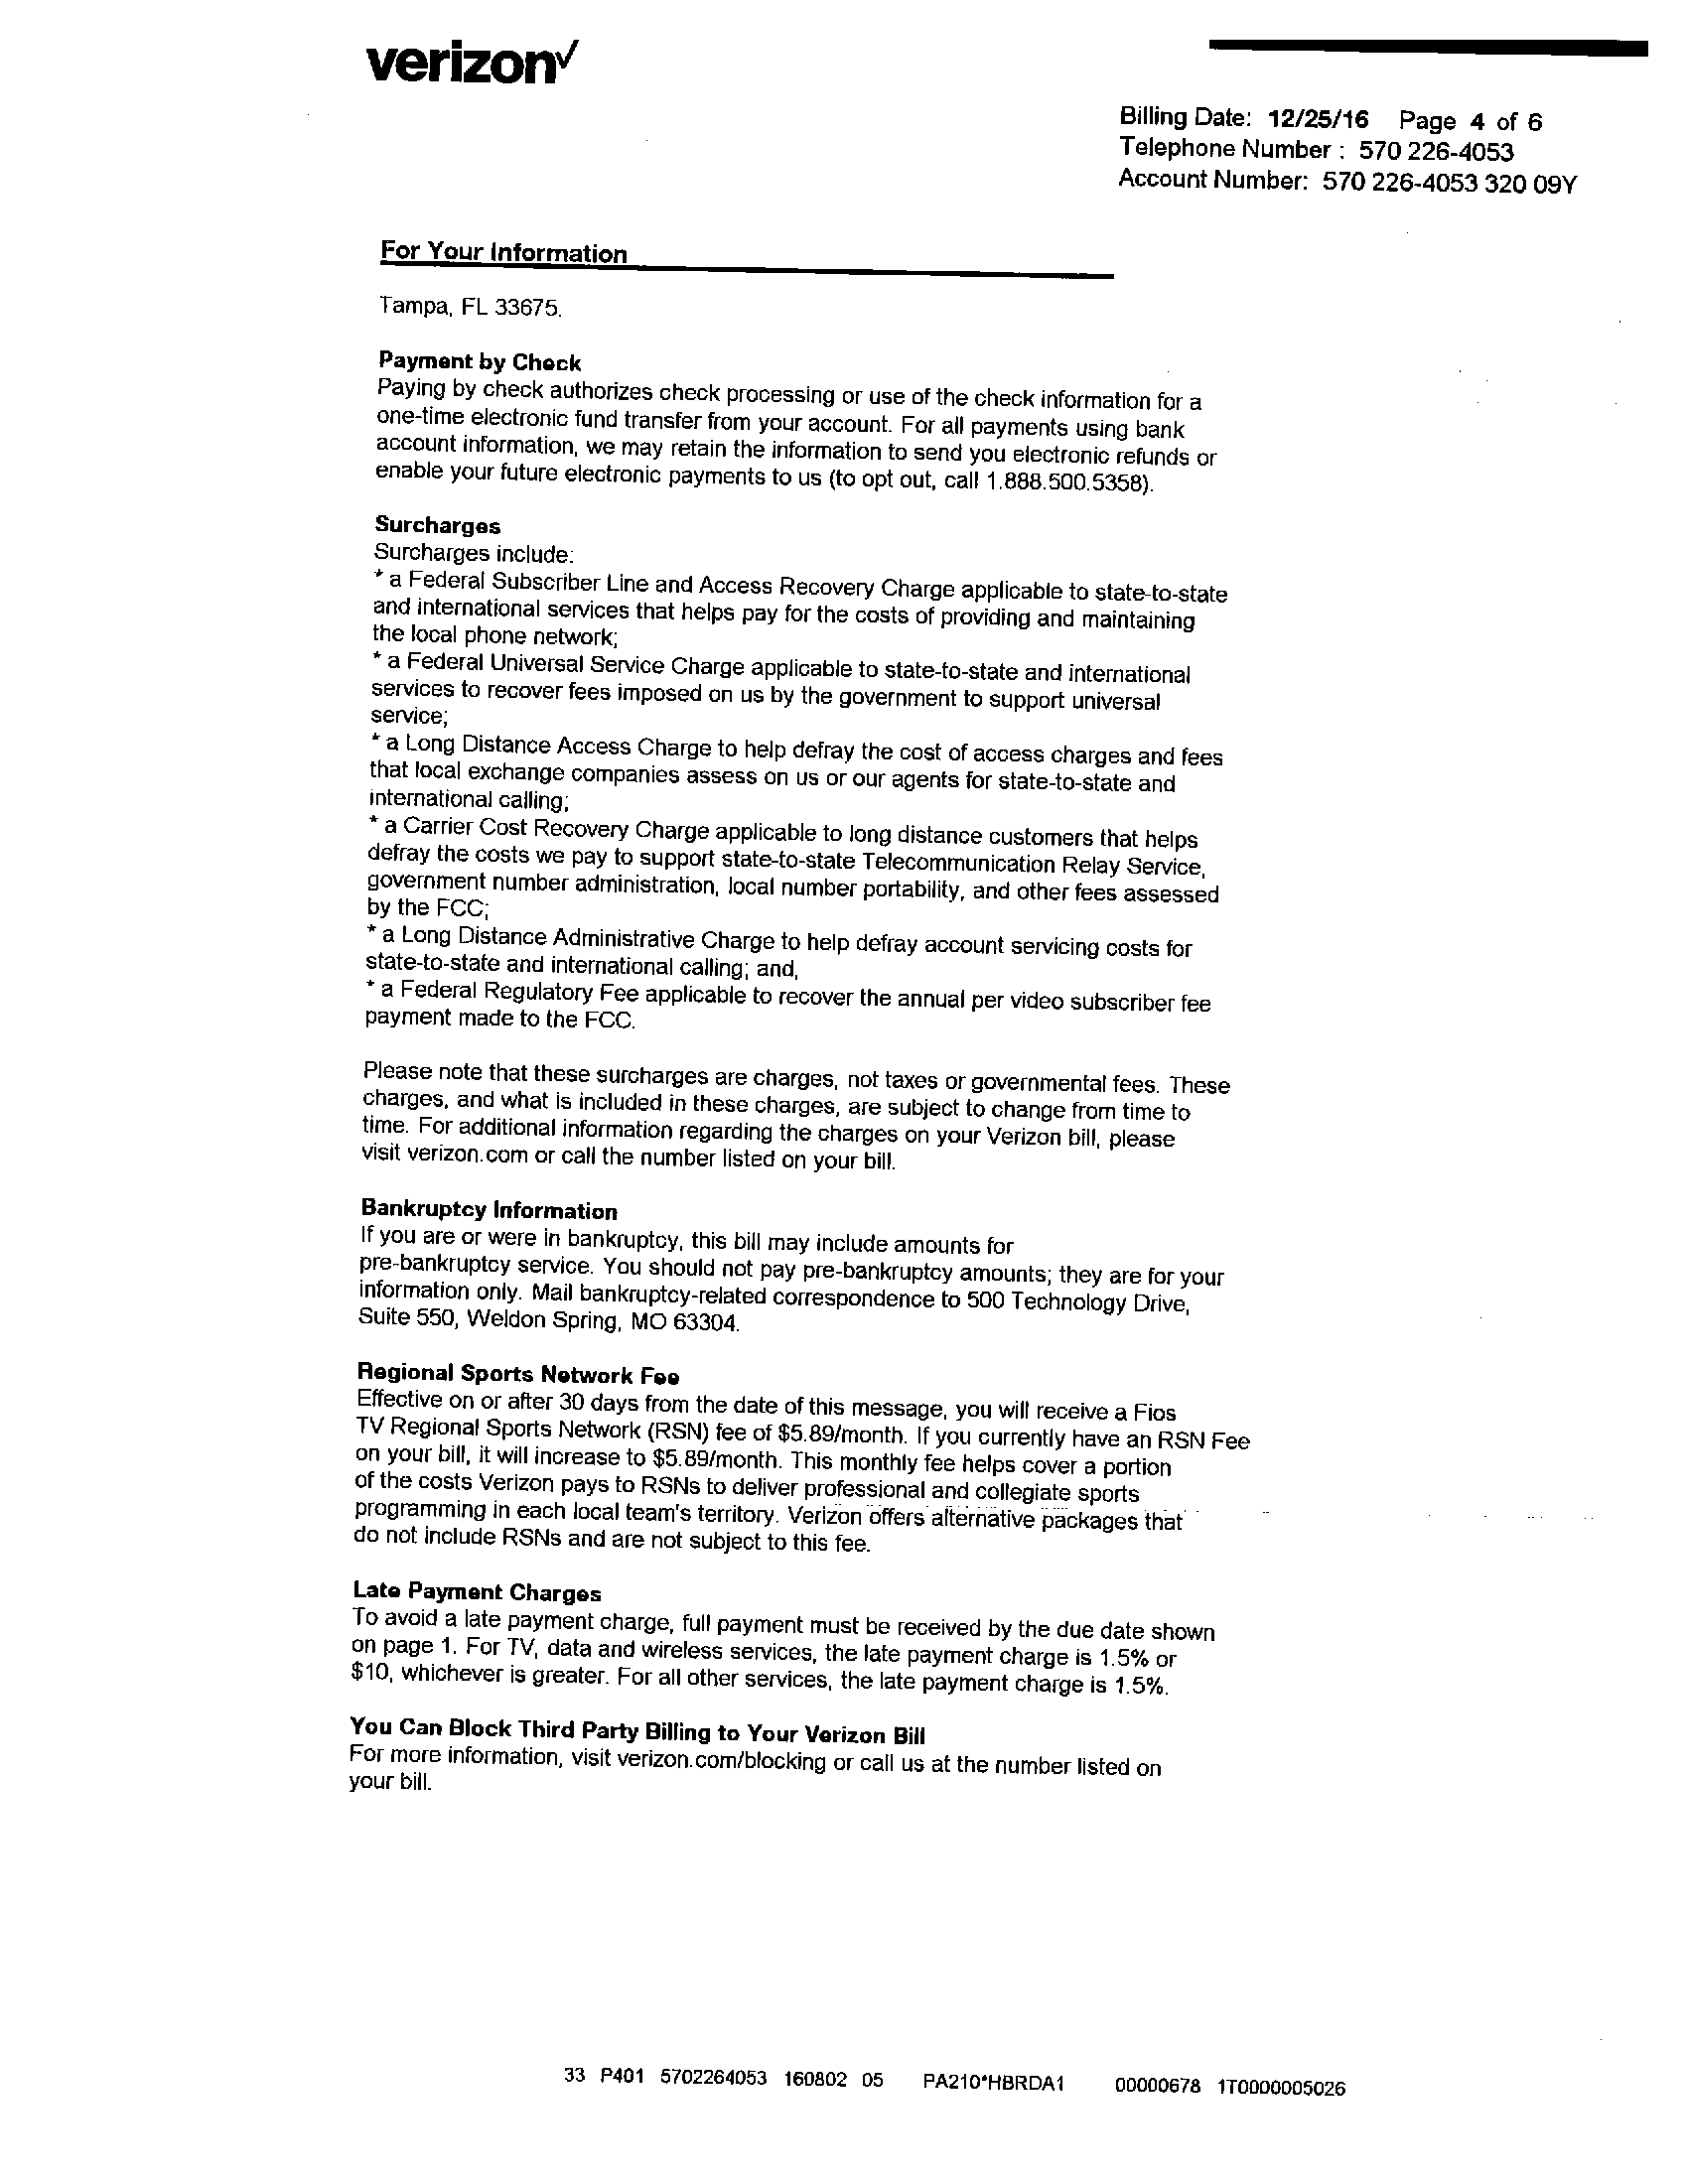 verizon✓
Billing Date: 12/25/16 Page 4 of 6
Telephone Number : 570 226-4053
Account Number: 570 226-4053 320 09Y
For Your Information
Tampa, FL 33675.
Payment by Check
Paying by check authorizes check processing or use of the check information for a
one-time electronic fund transfer from your account. For all payments using bank
account information, we may retain the information to send you electronic refunds or
enable your future electronic payments to us (to opt out, call 1.888.500.5358).
Surcharges
Surcharges include:
* a Federal Subscriber Line and Access Recovery Charge applicable to state-to-state
and international services that helps pay for the costs of providing and maintaining
the local phone network;
* a Federal Universal Service Charge applicable to state-to-state and international
services to recover fees imposed on us by the government to support universal
service;
* a Long Distance Access Charge to help defray the cost of access charges and fees
that local exchange companies assess on us or our agents for state-to-state and
international calling;
* a Carrier Cost Recovery Charge applicable to long distance customers that helps
defray the costs we pay to support state-to-state Telecommunication Relay Service,
government number administration, local number portability, and other fees assessed
by the FCC;
* a Long Distance Administrative Charge to help defray account servicing costs for
state-to-state and international calling; and,
* a Federal Regulatory Fee applicable to recover the annual per video subscriber fee
payment made to the FCC.
Please note that these surcharges are charges, not taxes or governmental fees. These
charges, and what is included in these charges, are subject to change from time to
time. For additional information regarding the charges on your Verizon bill, please
visit verizon.com or call the number listed on your bill.
Bankruptcy Information
If you are or were in bankruptcy, this bill may include amounts for
pre-bankruptcy service. You should not pay pre-bankruptcy amounts; they are for your
information only. Mail bankruptcy-related correspondence to 500 Technology Drive,
Suite 550, Weldon Spring, MO 63304.
Regional Sports Network Fee
Effective on or after 30 days from the date of this message, you will receive a Fios
TV Regional Sports Network (RSN) fee of $5.89/month. If you currently have an RSN Fee
on your bill, it will increase to $5.89/month. This monthly fee helps cover a portion
of the costs Verizon pays to RSNs to deliver professional and collegiate sports
programming in each local team's territory. Verizon offers alternative packages that
do not include RSNs and are not subject to this fee.
Late Payment Charges
To avoid a late payment charge, full payment must be received by the due date shown
on page 1. For TV, data and wireless services, the late payment charge is 1.5% or
$10, whichever is greater. For all other services, the late payment charge is 1.5%.
You Can Block Third Party Billing to Your Verizon Bill
For more information, visit verizon.com/blocking or call us at the number listed on
your bill.
33 P401 5702264053 160802 05 PA210*HBRDA1 00000678 1T0000005026